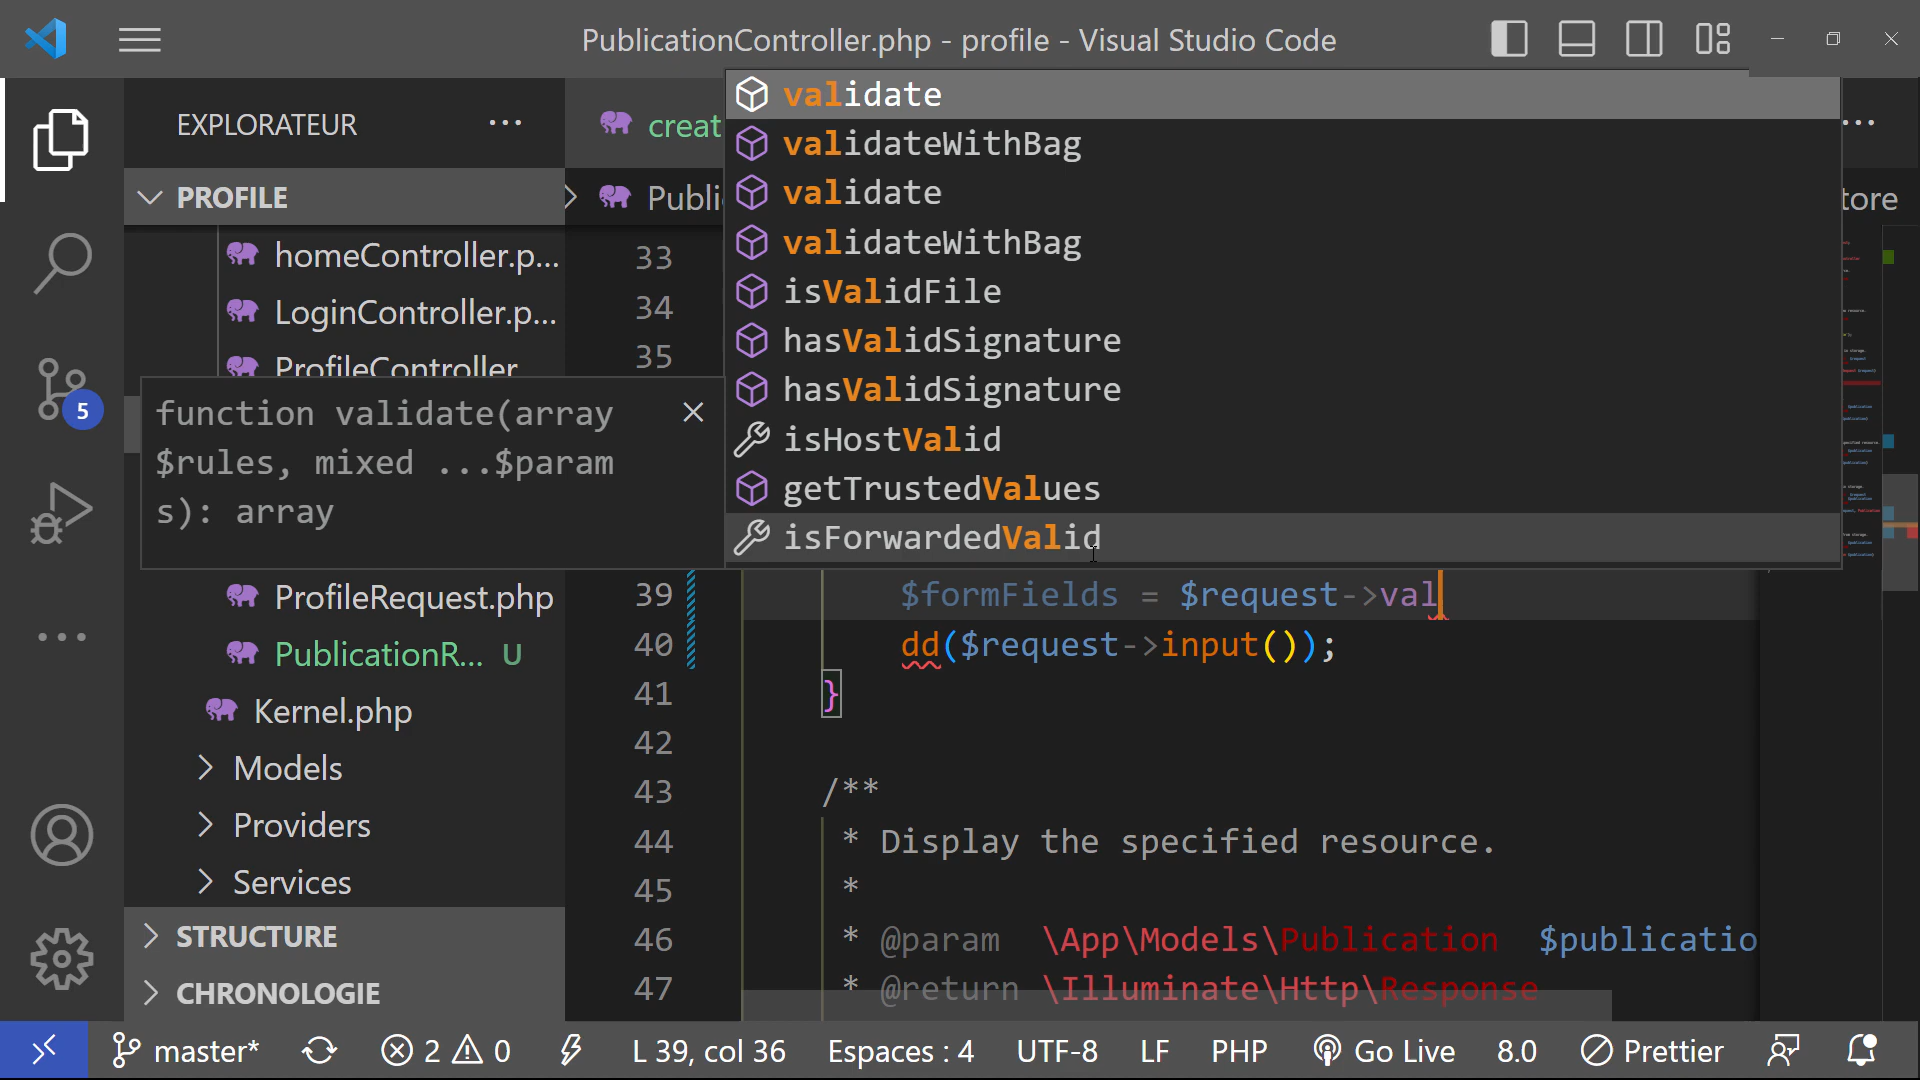 PublicationController.php - profile - Visual Studio Code
EXPLORATEUR
PROFILE
homeController.p...
LoginController.p...
ProfileController
ProfileRequest.php
PublicationR... U
Kernel.php
Models
Providers
Services
STRUCTURE
CHRONOLOGIE
5
function validate(array
$rules, mixed ...$param
s): array
creat
Publi
tore
validate
validateWithBag
validate
validateWithBag
isValidFile
hasValidSignature
hasValidSignature
isHostValid
getTrustedValues
isForwardedValid
33
34
35
39 $formFields = $request->val
40 dd($request->input());
41 }
42
43 /**
44 * Display the specified resource.
45 *
46 * @param \App\Models\Publication $publicatio
47 * @return \Illuminate\Http\Response
master* 2 0 L 39, col 36 Espaces : 4 UTF-8 LF PHP Go Live 8.0 Prettier